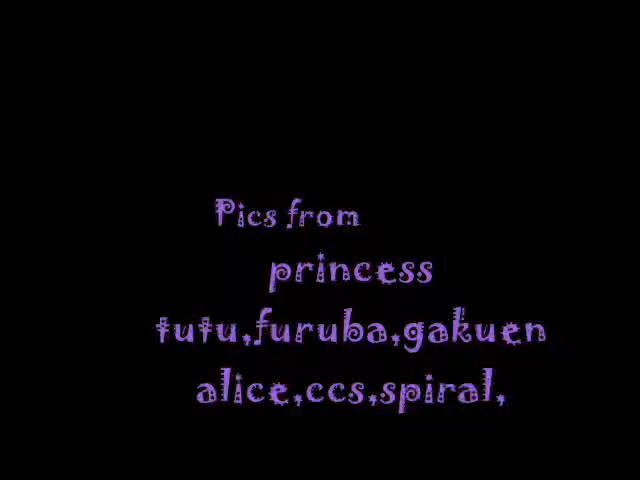 Pics from
princess
tutu,furuba,gakuen
alice,ccs,spiral,